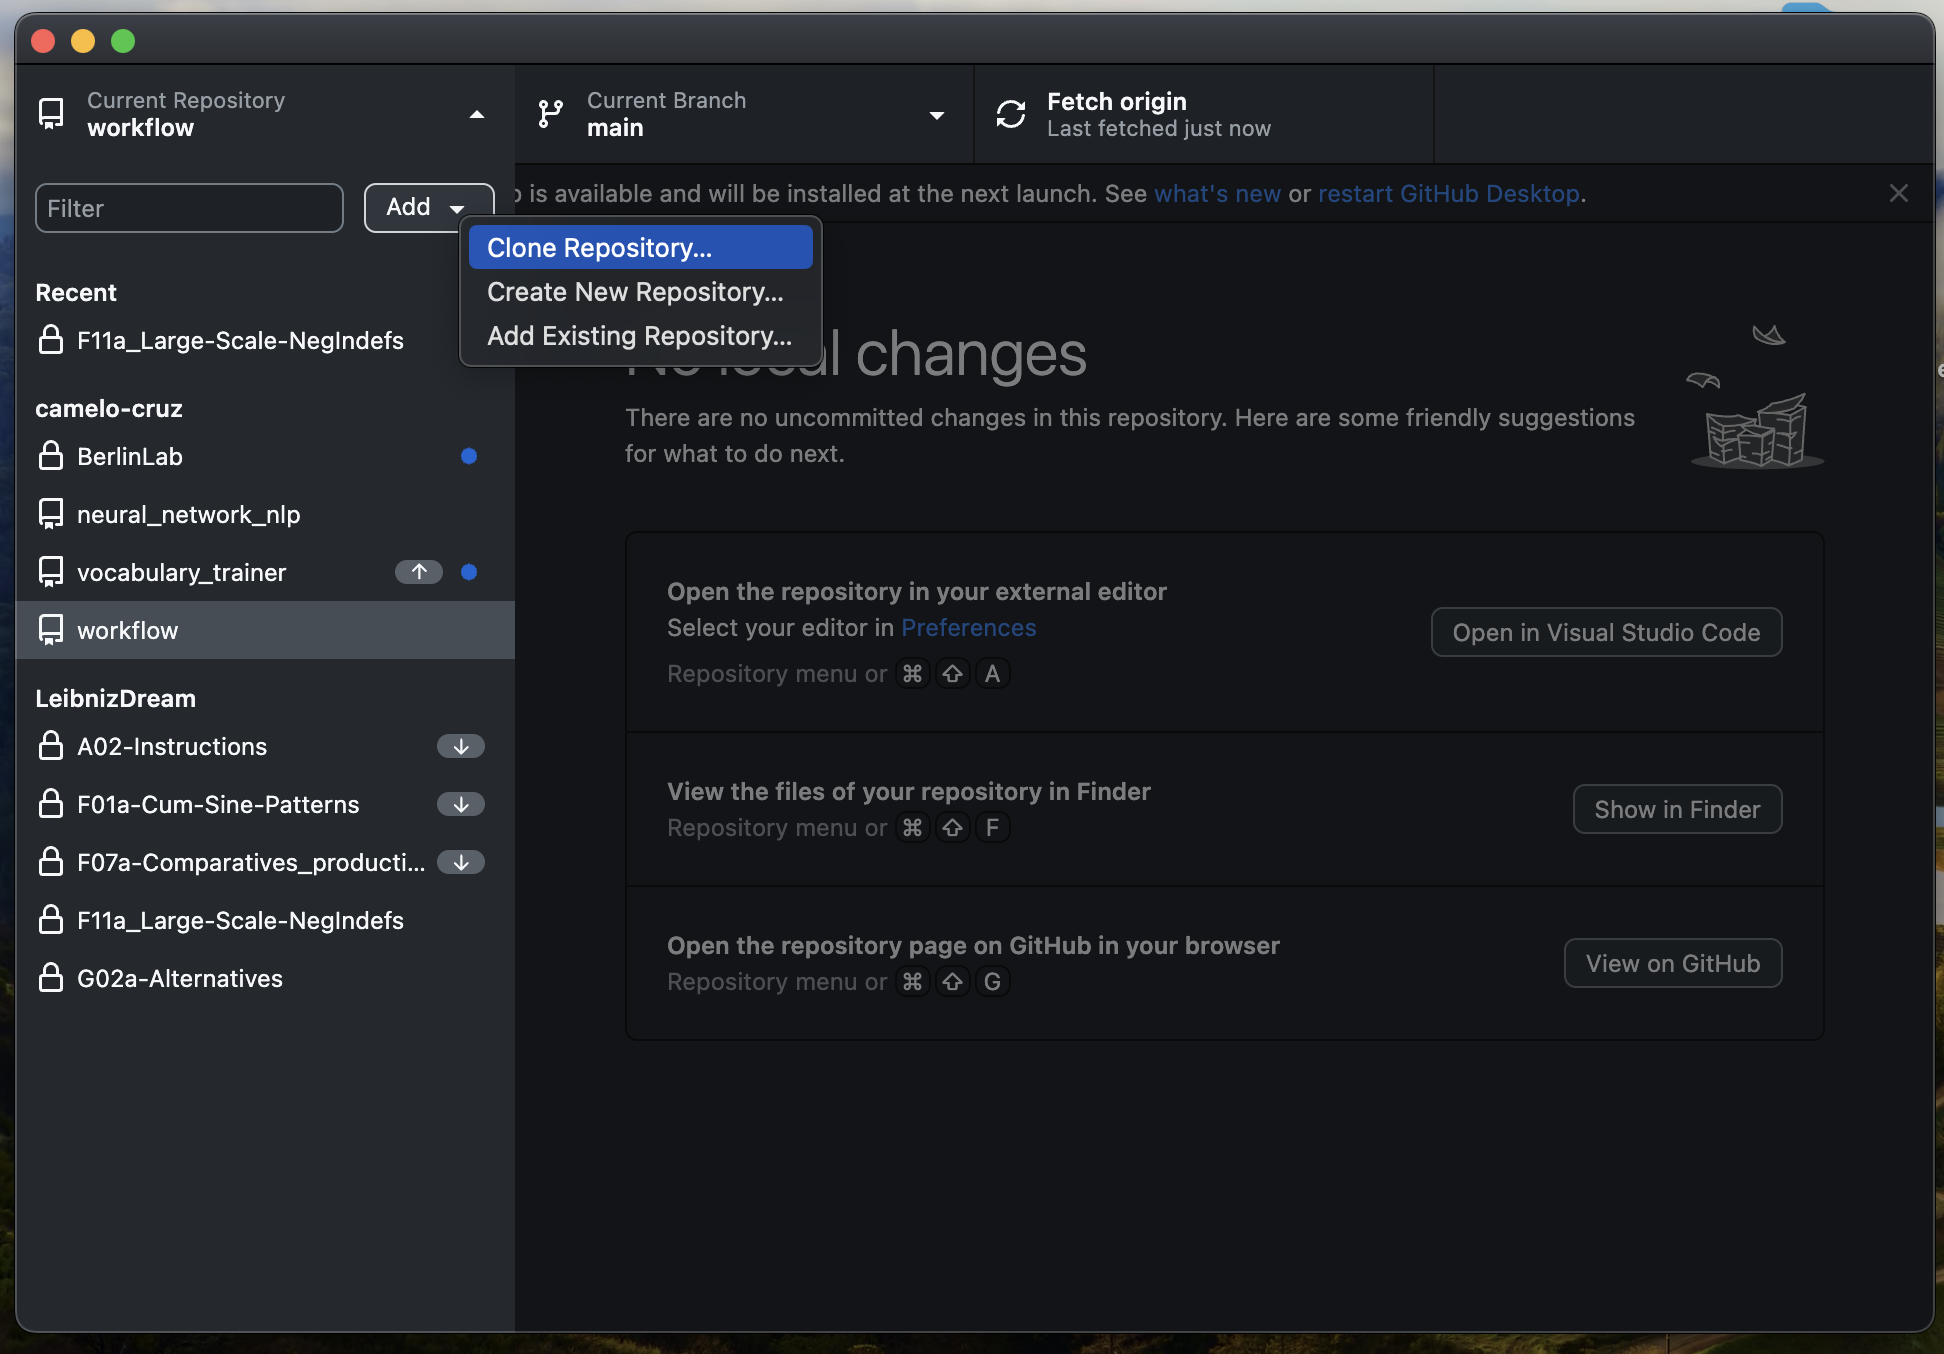 Current Repository
workflow
Current Branch
main
Fetch origin
Last fetched just now
Filter
Add
is available and will be installed at the next launch. See what's new or restart GitHub Desktop.
Clone Repository...
Create New Repository...
Add Existing Repository...
Recent
F11a_Large-Scale-NegIndefs
camelo-cruz
BerlinLab
neural_network_nlp
vocabulary_trainer
workflow
LeibnizDream
A02-Instructions
F01a-Cum-Sine-Patterns
F07a-Comparatives_producti...
F11a_Large-Scale-NegIndefs
G02a-Alternatives
No local changes
There are no uncommitted changes in this repository. Here are some friendly suggestions
for what to do next.
Open the repository in your external editor
Select your editor in Preferences
Repository menu or ⌘ ⇧ A
Open in Visual Studio Code
View the files of your repository in Finder
Repository menu or ⌘ ⇧ F
Show in Finder
Open the repository page on GitHub in your browser
Repository menu or ⌘ ⇧ G
View on GitHub